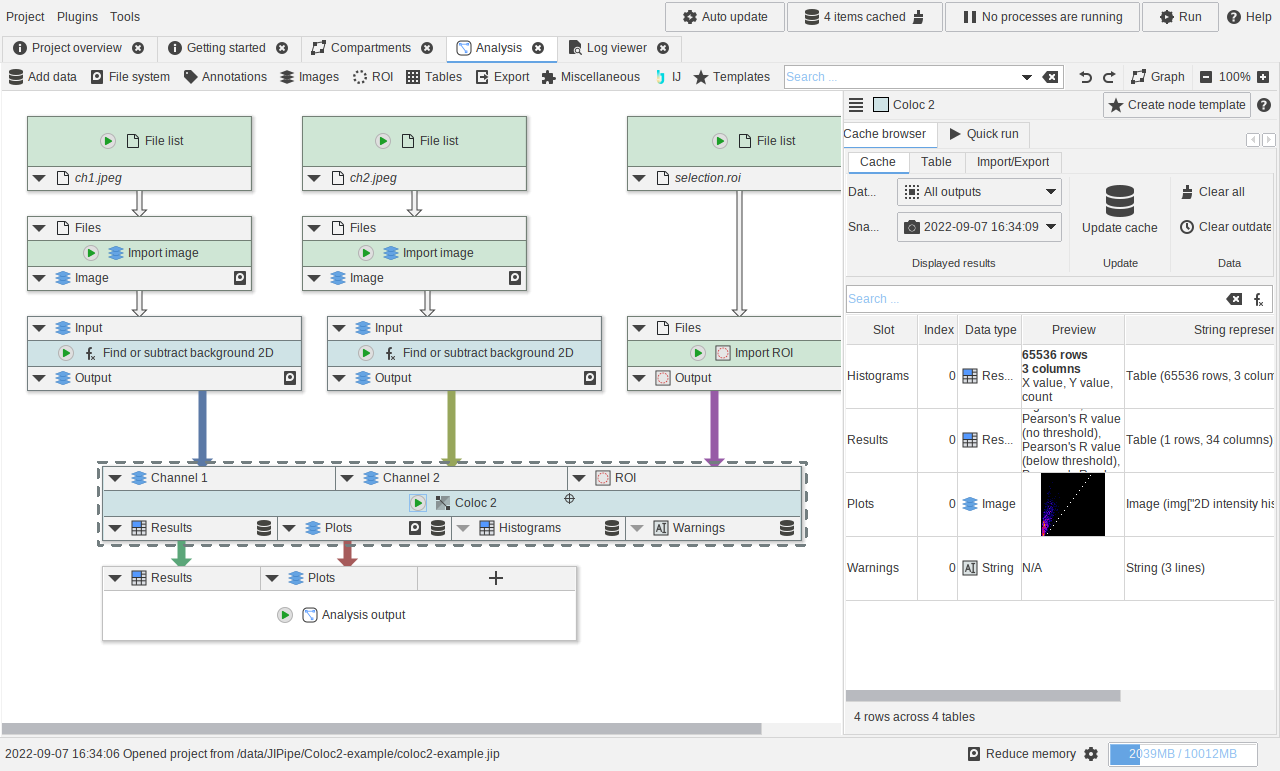 Project Plugins Tools
Auto update
4 items cached
No processes are running
Run
Help
Project overview
Getting started
Compartments
Analysis
Log viewer
Add data
File system
Annotations
Images
ROI
Tables
Export
Miscellaneous
IJ
Templates
Search ...
Graph
100%
File list
ch1.jpeg
File list
ch2.jpeg
File list
selection.roi
Files
Import image
Image
Files
Import image
Image
Input
Find or subtract background 2D
Output
Input
Find or subtract background 2D
Output
Files
Import ROI
Output
Channel 1
Channel 2
ROI
Coloc 2
Results
Plots
Histograms
AI Warnings
Results
Plots
Analysis output
Coloc 2
Create node template
Cache browser
Quick run
Cache
Table
Import/Export
Dat...
All outputs
Sna...
2022-09-07 16:34:09
Displayed results
Update cache
Update
Clear all
Clear outdate
Data
Search ...
Slot Index Data type Preview String represen
Histograms 0 Res...
65536 rows
3 columns
X value, Y value,
count
Table (65536 rows, 3 colum
Results 0 Res...
Pearson's R value
(no threshold),
Pearson's R value
(below threshold),
Table (1 rows, 34 columns)
Plots 0 Image Image (img["2D intensity his
Warnings 0 AI String N/A String (3 lines)
4 rows across 4 tables
2022-09-07 16:34:06 Opened project from /data/JIPipe/Coloc2-example/coloc2-example.jip
Reduce memory
2039MB / 10012MB